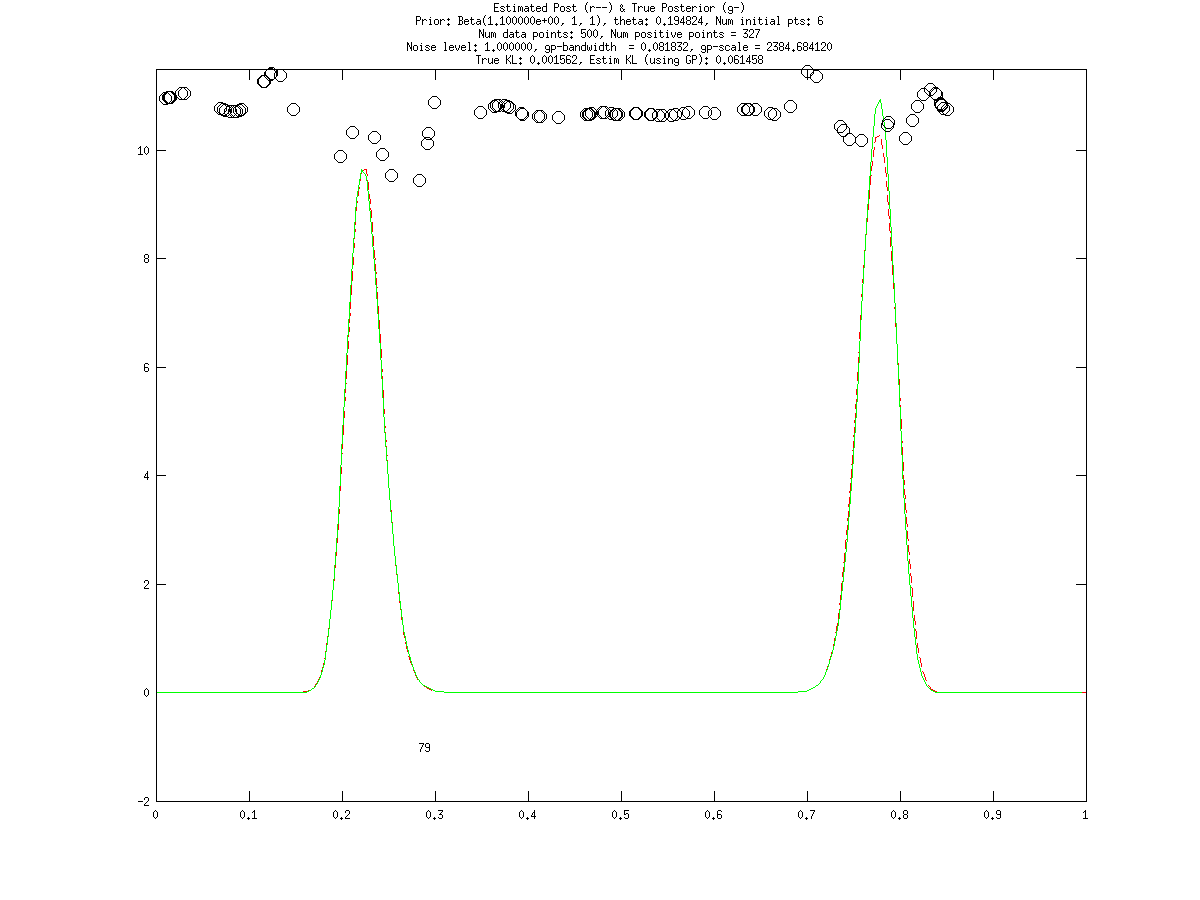 Estimated Post (r--) & True Posterior (g-)
Prior: Beta(1.100000e+00, 1, 1), theta: 0.194824, Num initial pts: 6
Num data points: 500, Num positive points = 327
Noise level: 1.000000, gp-bandwidth  = 0.081832, gp-scale = 2384.684120
True KL: 0.001562, Estim KL (using GP): 0.061458
10
8
6
4
2
0
79
-2
0 0.1 0.2 0.3 0.4 0.5 0.6 0.7 0.8 0.9 1